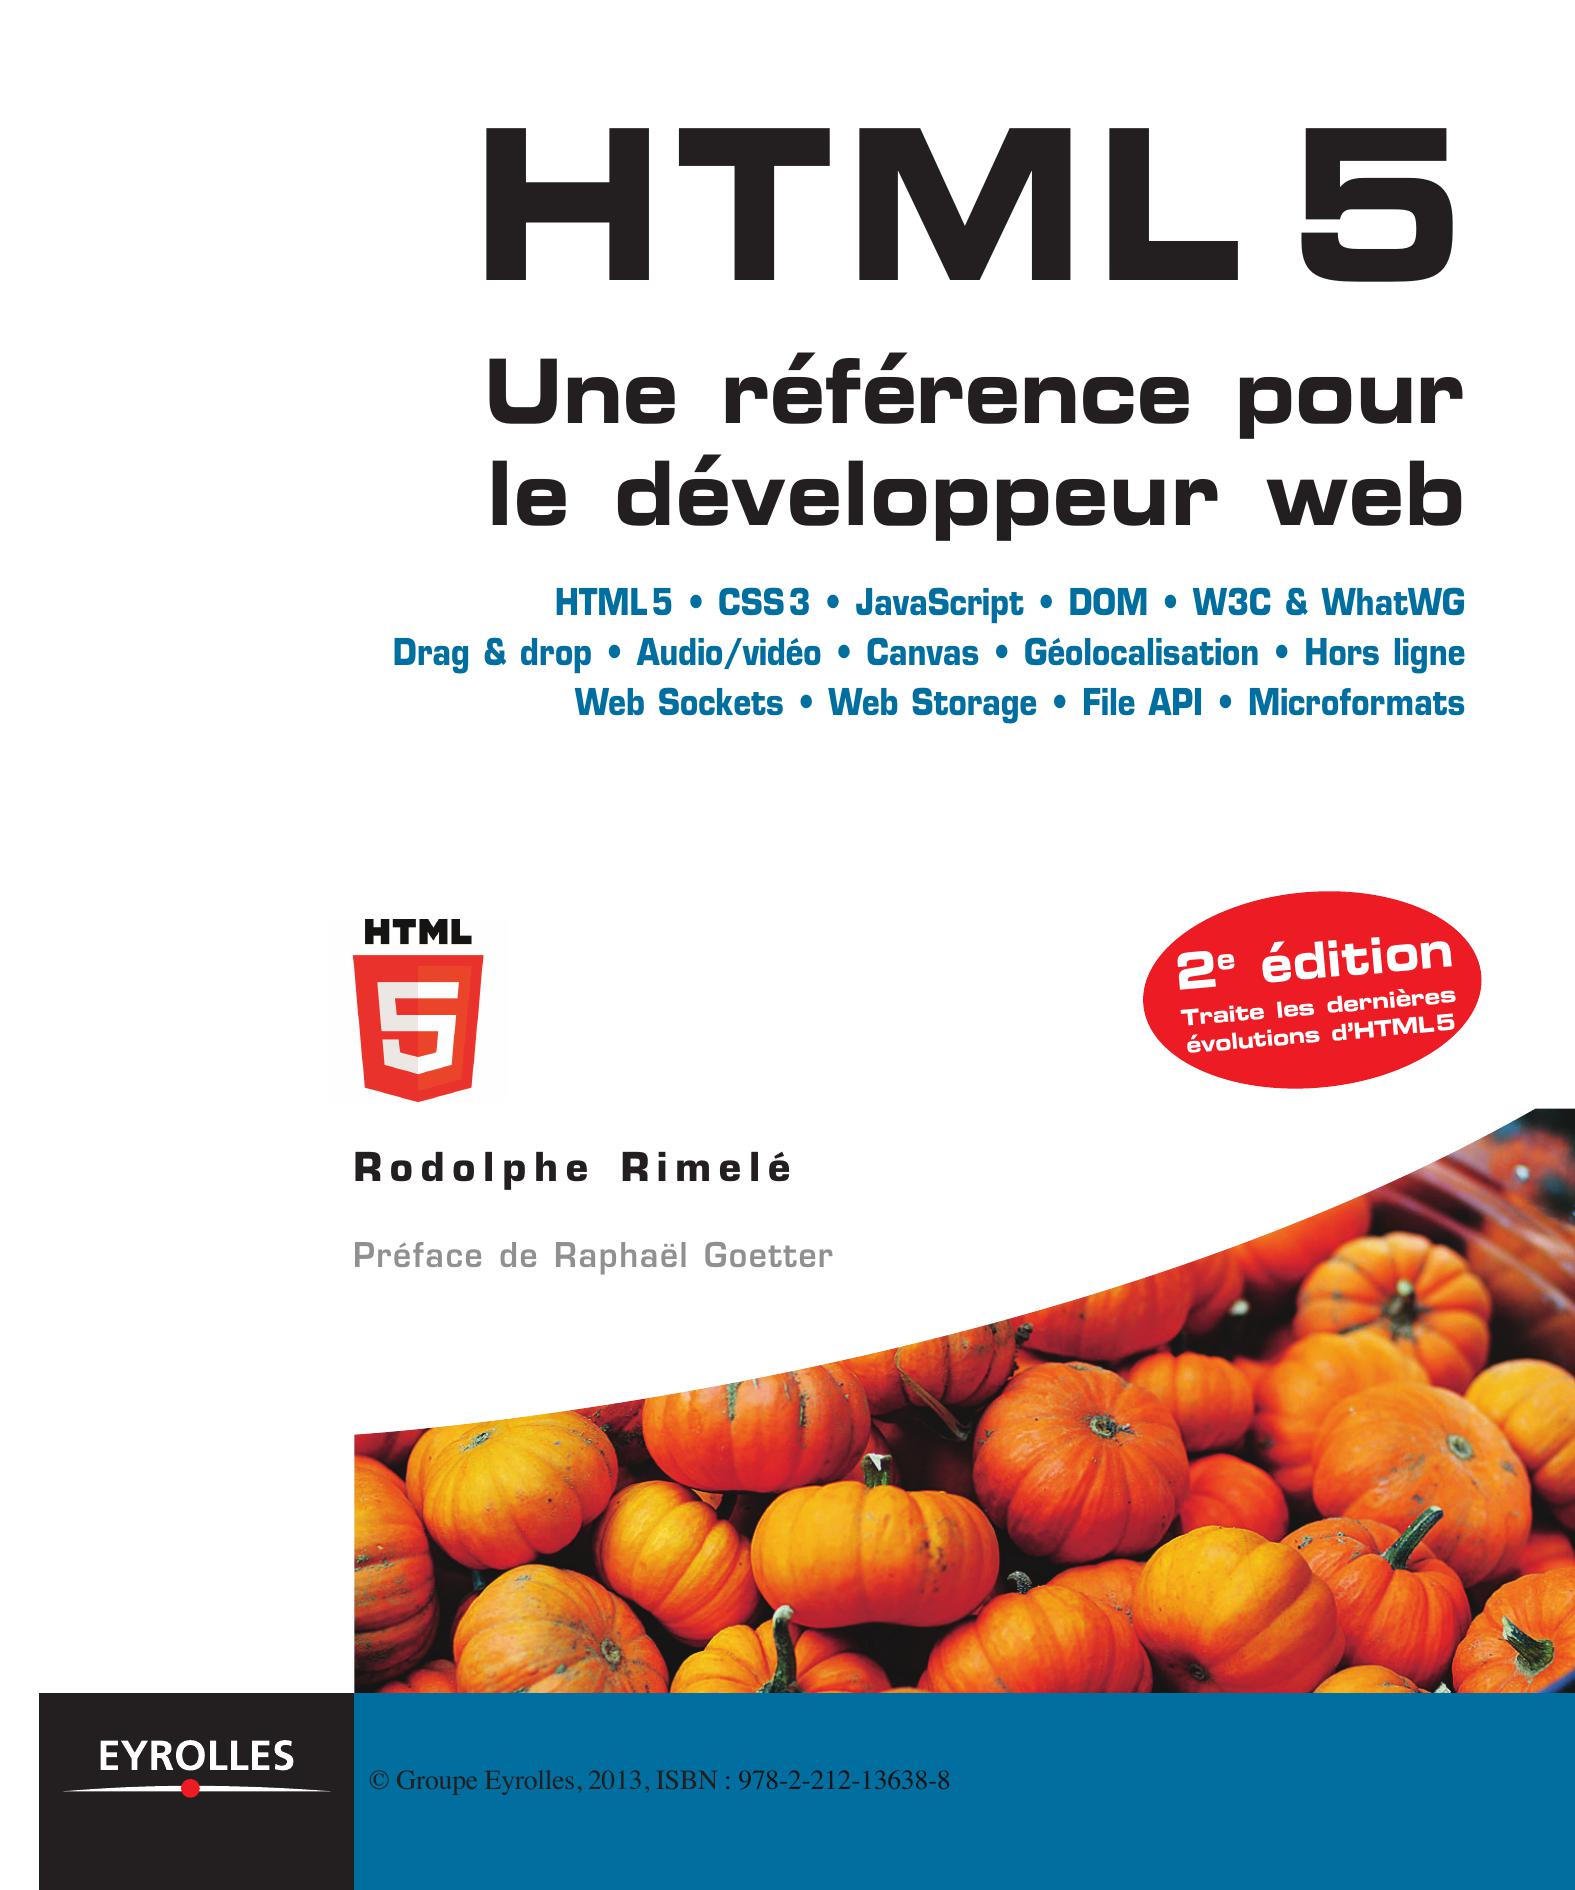 HTML 5
Une référence pour
le développeur web
HTML 5 • CSS 3 • JavaScript • DOM • W3C & WhatWG
Drag & drop • Audio/vidéo • Canvas • Géolocalisation • Hors ligne
Web Sockets • Web Storage • File API • Microformats
2e édition
Traite les dernières
évolutions d'HTML 5
HTML
5
Rodolphe Rimelé
Préface de Raphaël Goetter
EYROLLES
© Groupe Eyrolles, 2013, ISBN : 978-2-212-13638-8